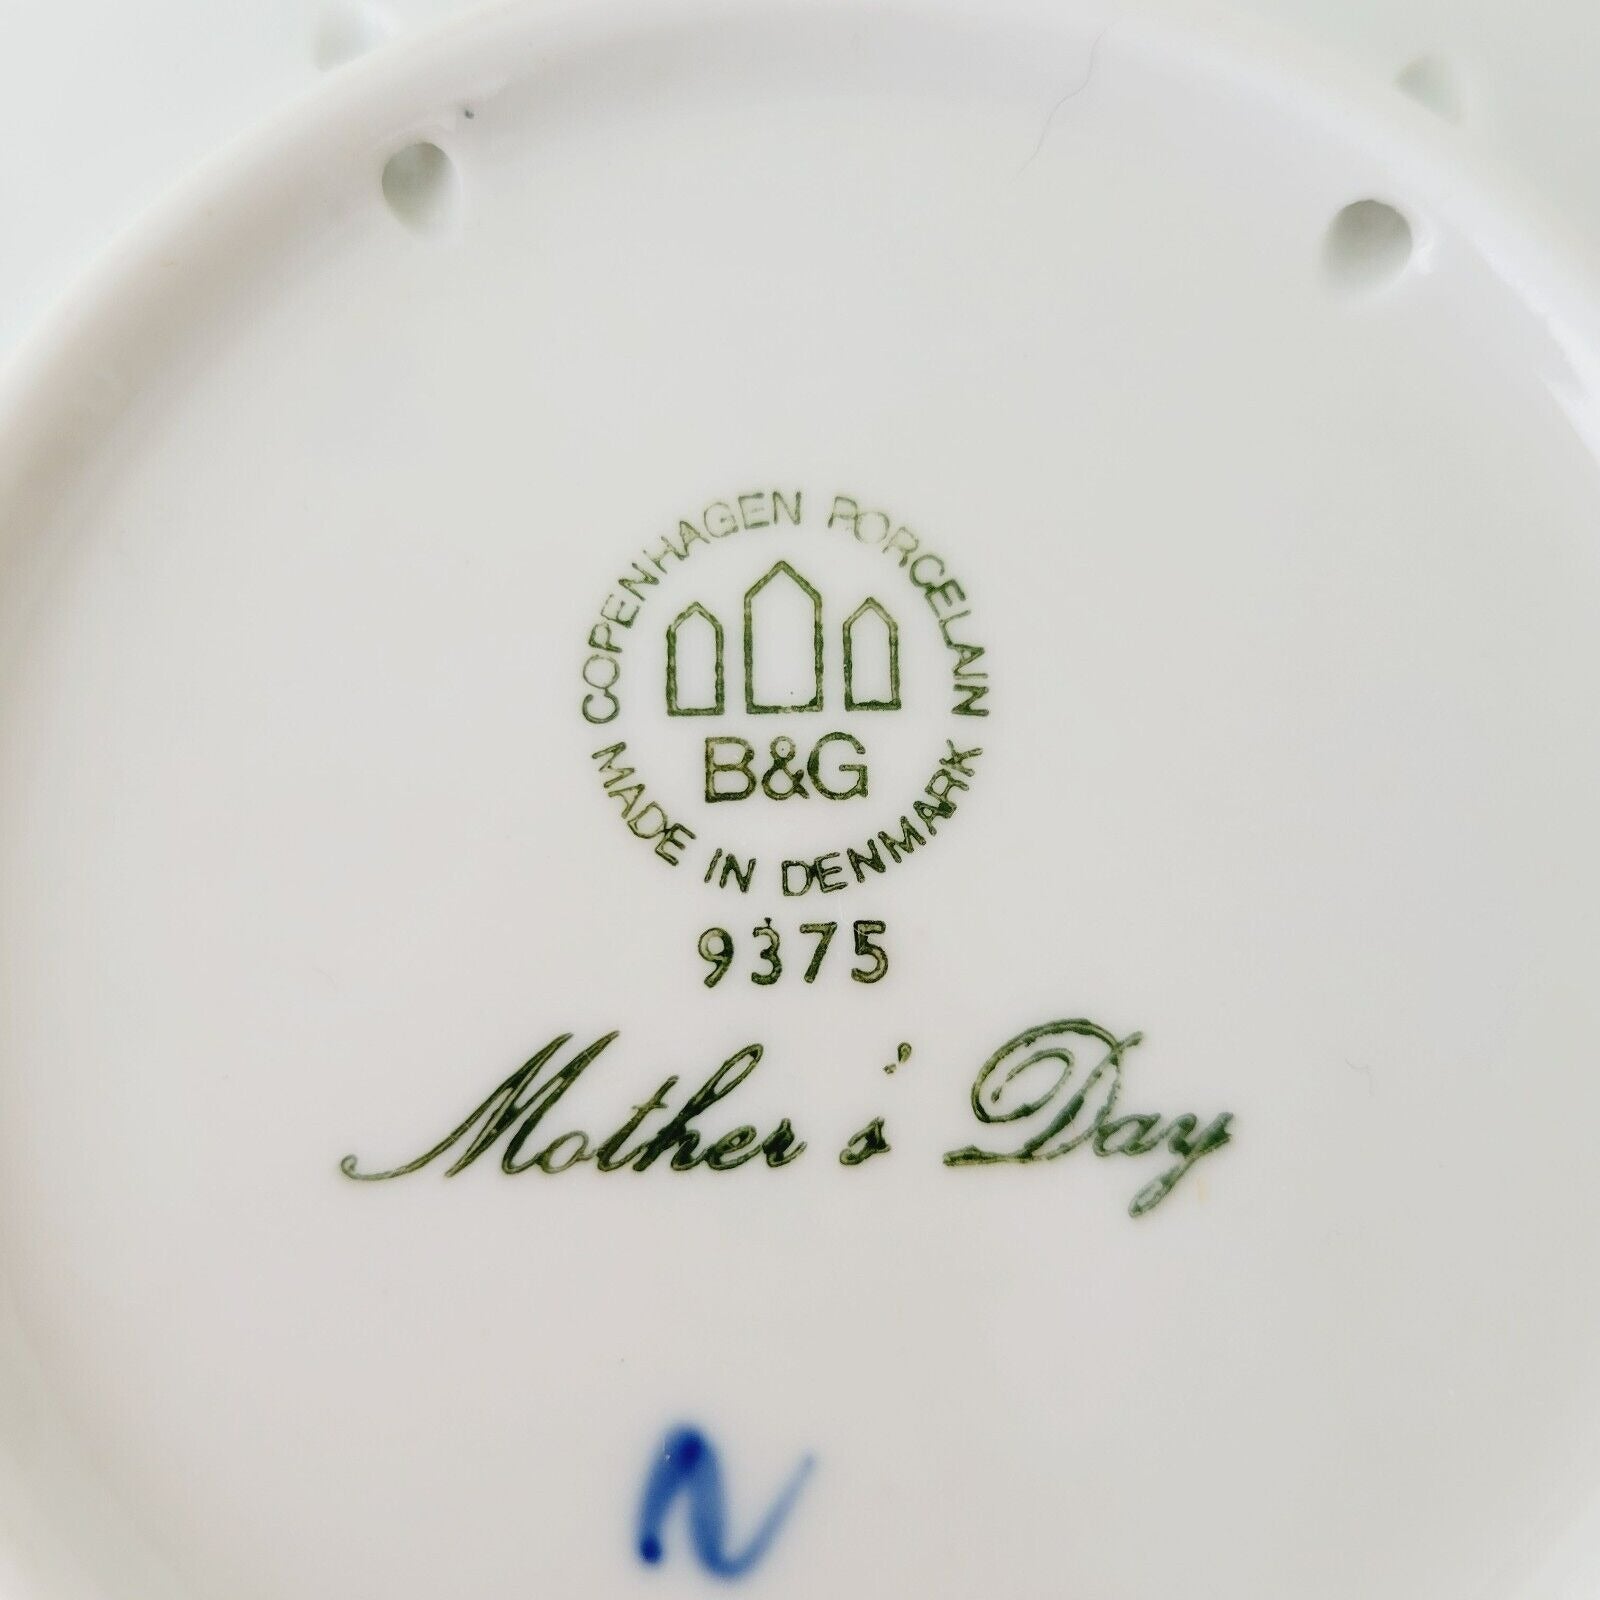 COPENHAGEN PORCELAIN
B&G
MADE IN DENMARK
9375
Mother's Day
N